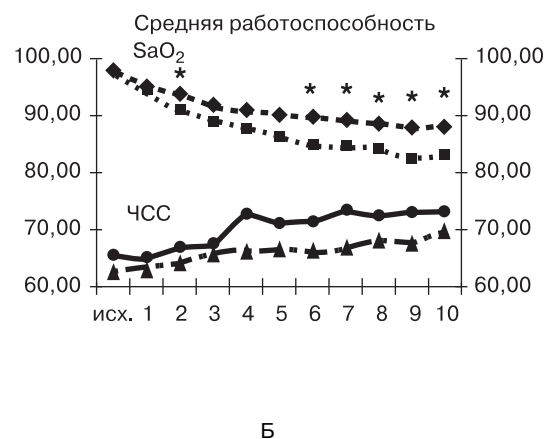 Средняя работоспособность
SaO2
100,00 100,00
* * * * * *
90,00 90,00
80,00 80,00
ЧСС
70,00 70,00
60,00 60,00
исх. 1 2 3 4 5 6 7 8 9 10
Б